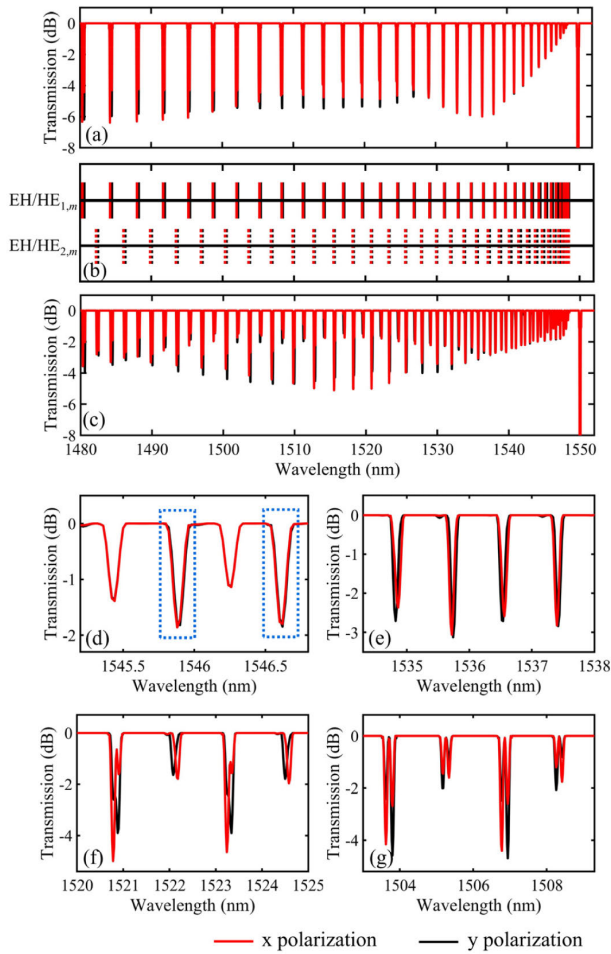 Transmission (dB)
0
-2
-4
-6
-8
(a)
EH/HE1,m
EH/HE2,m
(b)
Transmission (dB)
0
-2
-4
-6
-8
(c)
1480 1490 1500 1510 1520 1530 1540 1550
Wavelength (nm)
Transmission (dB)
0
-1
-2
(d)
1545.5 1546 1546.5
Wavelength (nm)
Transmission (dB)
0
-1
-2
-3
(e)
1535 1536 1537 1538
Wavelength (nm)
Transmission (dB)
0
-2
-4
(f)
1520 1521 1522 1523 1524 1525
Wavelength (nm)
Transmission (dB)
0
-2
-4
(g)
1504 1506 1508
Wavelength (nm)
x polarization y polarization